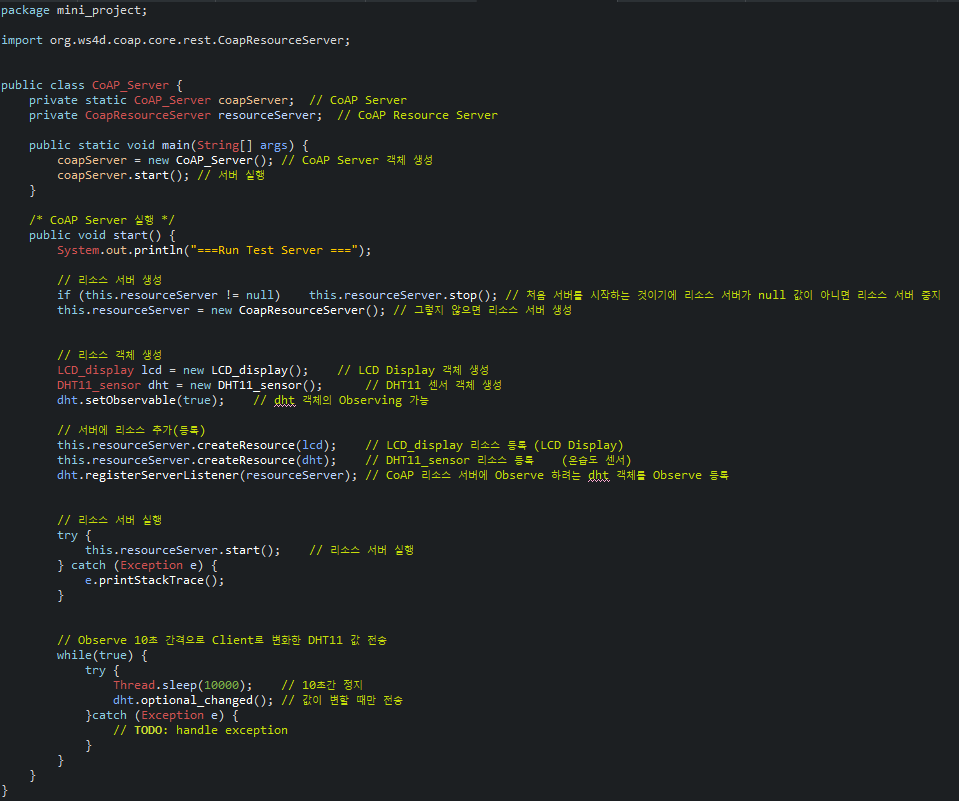 package mini_project;
import org.ws4d.coap.core.rest.CoapResourceServer;
public class CoAP_Server {
private static CoAP_Server coapServer;  // CoAP Server
private CoapResourceServer resourceServer;  // CoAP Resource Server
public static void main(String[] args) {
coapServer = new CoAP_Server(); // CoAP Server 객체 생성
coapServer.start(); // 서버 실행
}
/* CoAP Server 실행 */
public void start() {
System.out.println("===Run Test Server ===");
// 리소스 서버 생성
if (this.resourceServer != null)    this.resourceServer.stop(); // 처음 서버를 시작하는 것이기에 리소스 서버가 null 값이 아니면 리소스 서버 중지
this.resourceServer = new CoapResourceServer(); // 그렇지 않으면 리소스 서버 생성
// 리소스 객체 생성
LCD_display lcd = new LCD_display();    // LCD Display 객체 생성
DHT11_sensor dht = new DHT11_sensor();      // DHT11 센서 객체 생성
dht.setObservable(true);    // dht 객체의 Observing 가능
// 서버에 리소스 추가(등록)
this.resourceServer.createResource(lcd);    // LCD_display 리소스 등록 (LCD Display)
this.resourceServer.createResource(dht);    // DHT11_sensor 리소스 등록    (온습도 센서)
dht.registerServerListener(resourceServer); // CoAP 리소스 서버에 Observe 하려는 dht 객체를 Observe 등록
// 리소스 서버 실행
try {
this.resourceServer.start();    // 리소스 서버 실행
} catch (Exception e) {
e.printStackTrace();
}
// Observe 10초 간격으로 Client로 변화한 DHT11 값 전송
while(true) {
try {
Thread.sleep(10000);    // 10초간 정지
dht.optional_changed(); // 값이 변할 때만 전송
}catch (Exception e) {
// TODO: handle exception
}
}
}
}